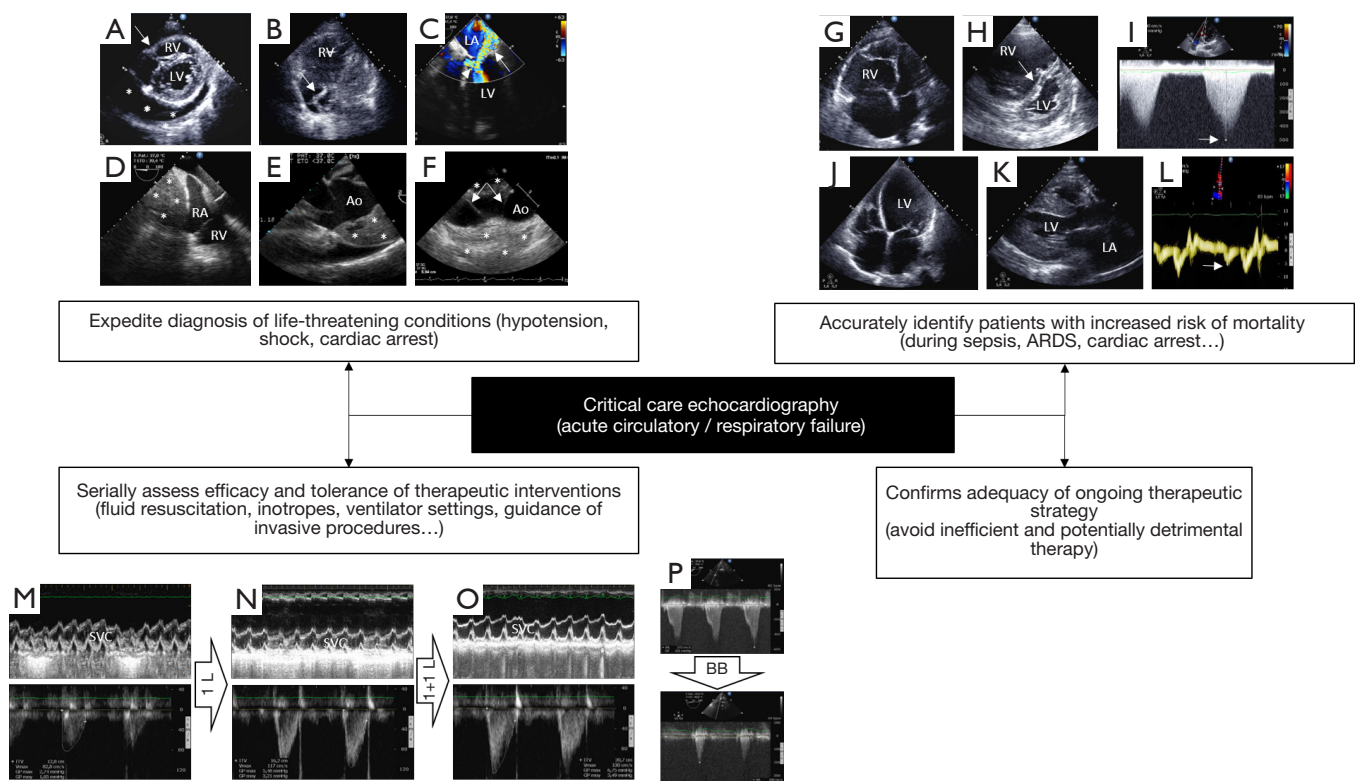 A
RV
LV
B
RV
C
LA
LV
D
RA
RV
E
Ao
F
Ao
G
RV
H
RV
LV
I
J
LV
K
LV
LA
L
Expedite diagnosis of life-threatening conditions (hypotension,
shock, cardiac arrest)
Accurately identify patients with increased risk of mortality
(during sepsis, ARDS, cardiac arrest…)
Critical care echocardiography
(acute circulatory / respiratory failure)
Serially assess efficacy and tolerance of therapeutic interventions
(fluid resuscitation, inotropes, ventilator settings, guidance of
invasive procedures…)
Confirms adequacy of ongoing therapeutic
strategy
(avoid inefficient and potentially detrimental
therapy)
M
SVC
1 L
N
SVC
1+1 L
O
SVC
P
BB